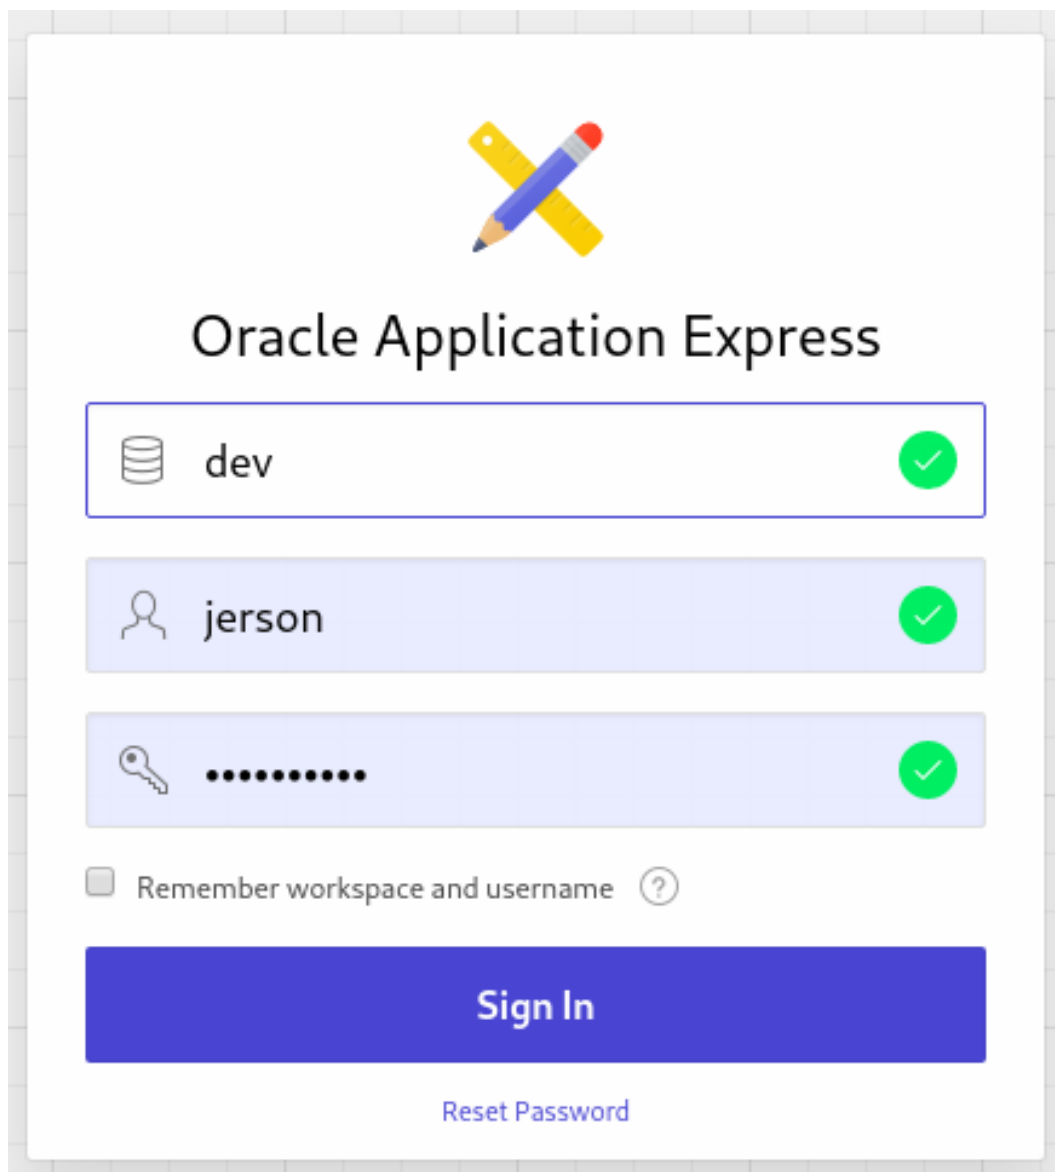 Oracle Application Express
dev
jerson
••••••••••
Remember workspace and username ?
Sign In
Reset Password